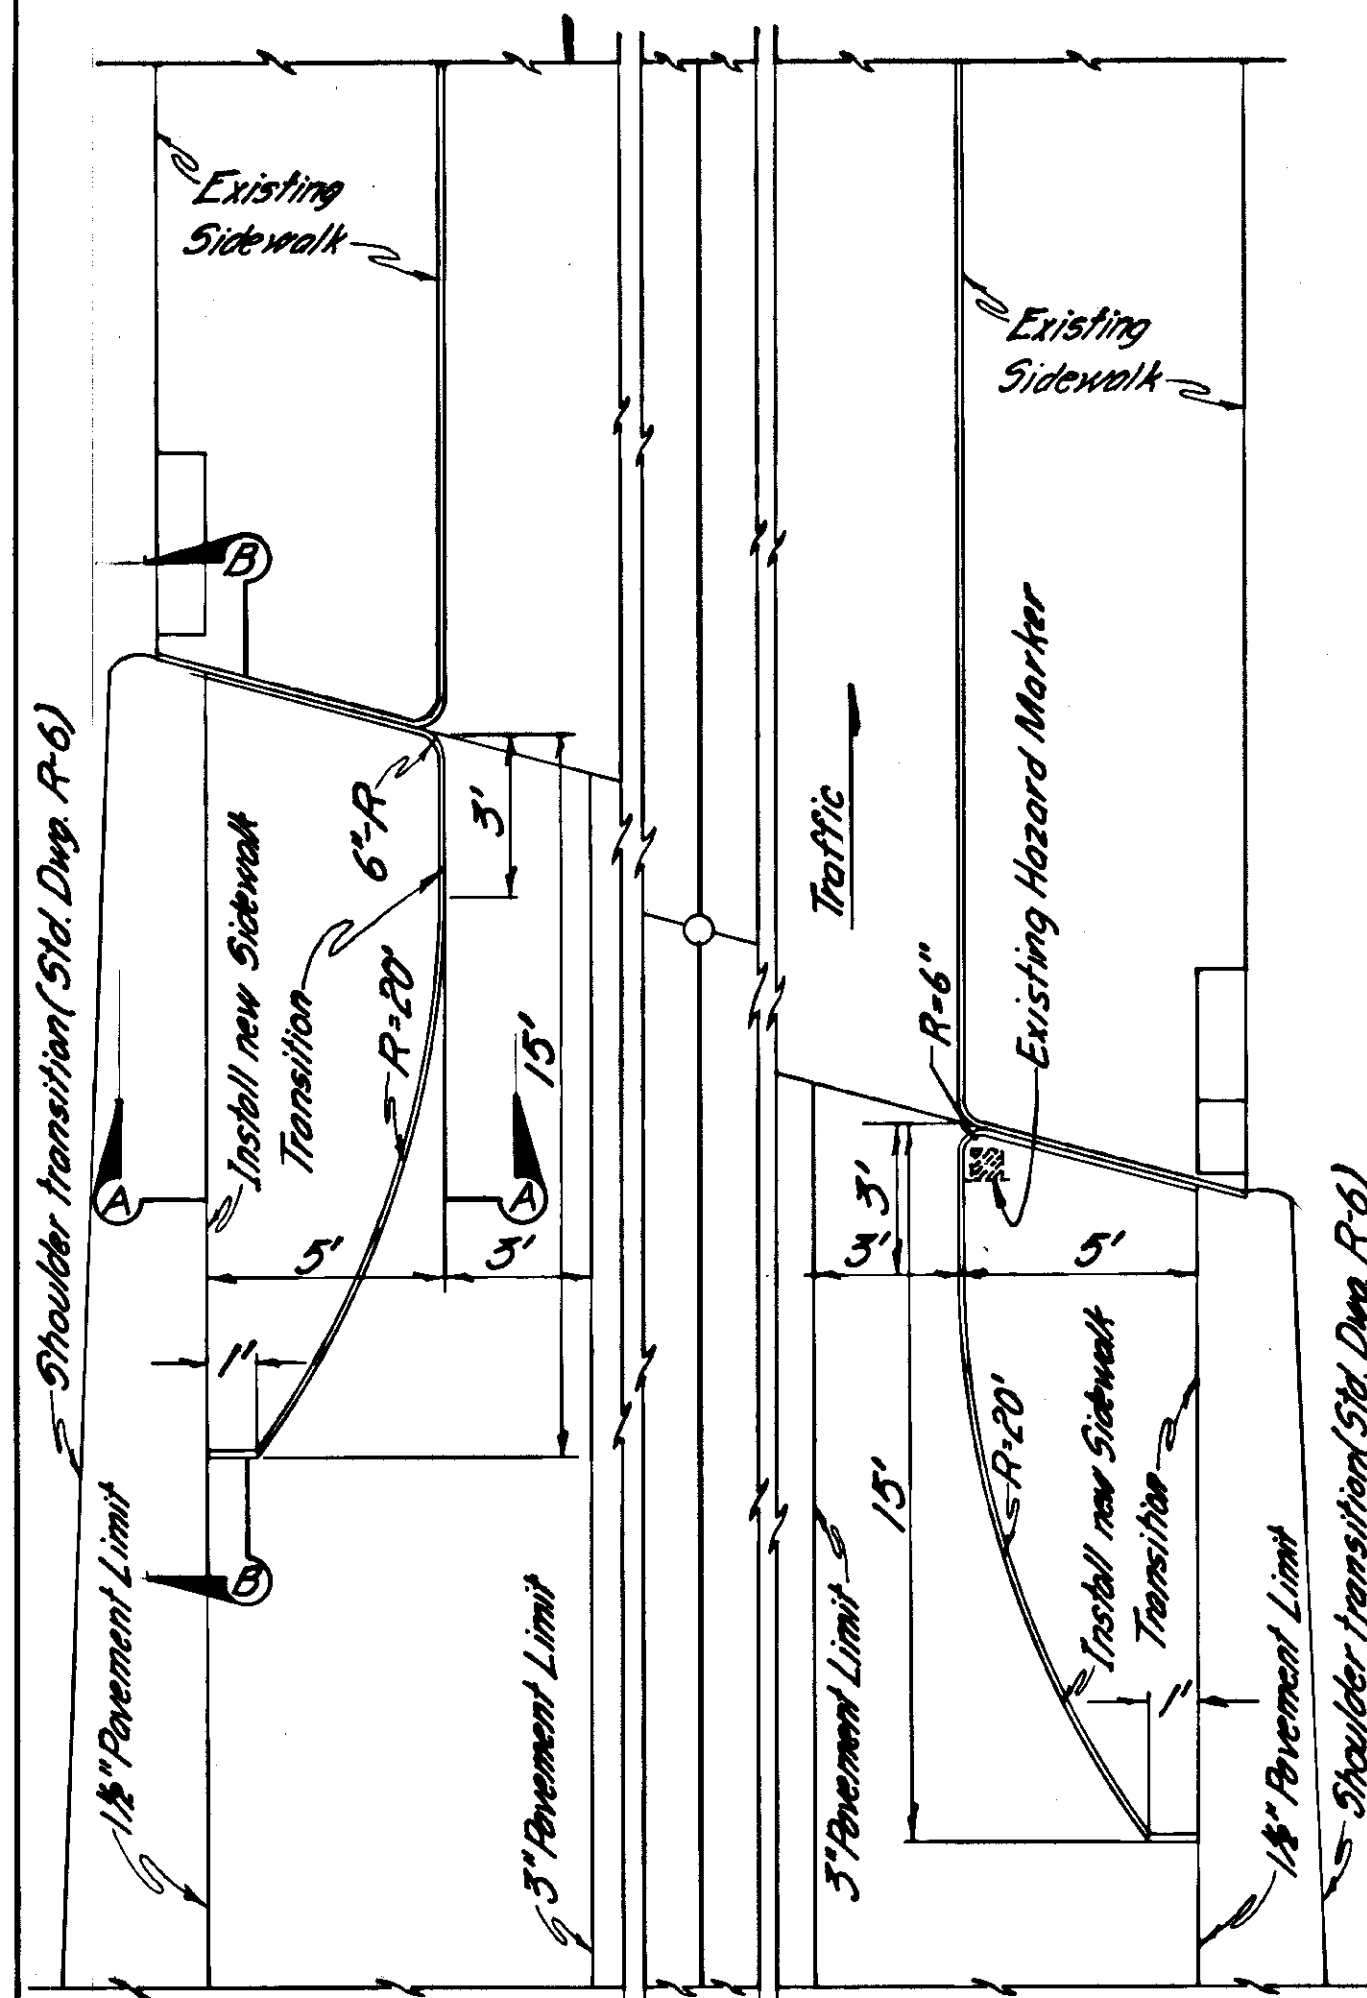 Existing
Sidewalk
Existing
Sidewalk
B
Shoulder transition (Std. Dwg. R-6)
Install new Sidewalk
Transition
6"-R
3'
R=20'
15'
Traffic
R=6"
Existing Hazard Marker
A
A
5'
3'
1'
3'
3'
5'
15'
R=20'
Install new Sidewalk
Transition
1'
B
1½" Pavement Limit
3" Pavement Limit
3" Pavement Limit
1½" Pavement Limit
Shoulder transition (Std. Dwg. R-6)